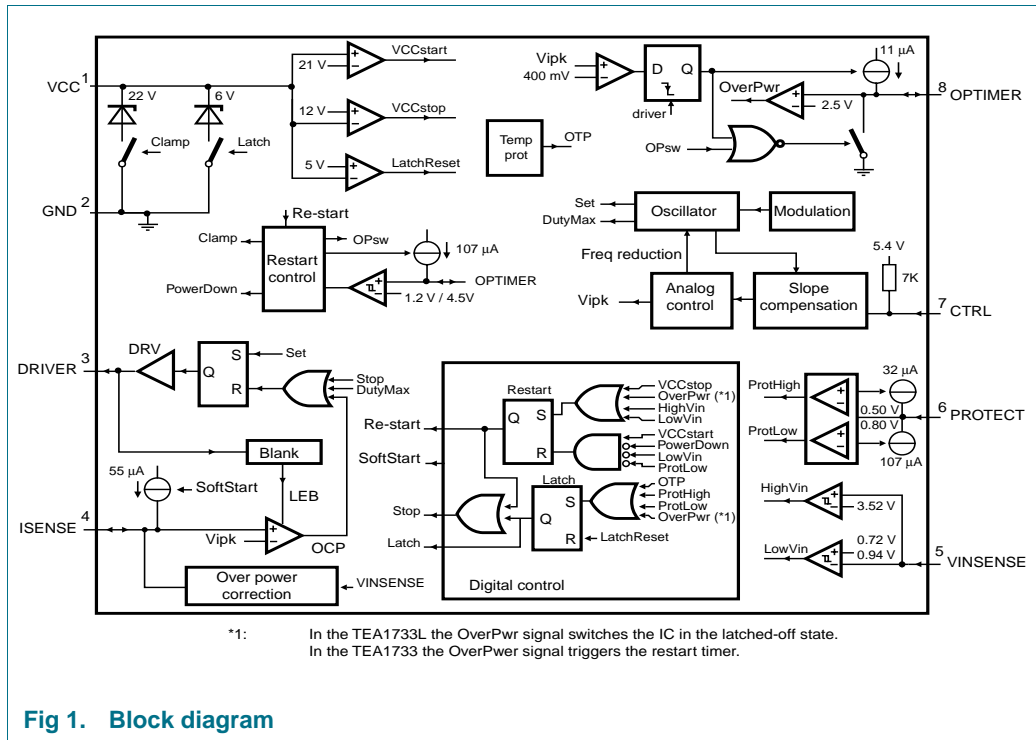 VCC 1
22 V
6 V
Clamp
Latch
GND 2
21 V
VCCstart
12 V
VCCstop
5 V
LatchReset
Temp
prot
OTP
Vipk
400 mV
D Q
driver
OPsw
OverPwr
2.5 V
11 μA
8 OPTIMER
Re-start
Clamp
PowerDown
Restart
control
OPsw
107 μA
OPTIMER
1.2 V / 4.5V
Set
DutyMax
Oscillator
Modulation
Freq reduction
Vipk
Analog
control
Slope
compensation
5.4 V
7K
7 CTRL
DRIVER 3
DRV
Q
S
R
Set
Stop
DutyMax
Blank
LEB
55 μA
SoftStart
ISENSE 4
Vipk
OCP
Over power
correction
VINSENSE
Re-start
SoftStart
Stop
Latch
Restart
Q
S
R
VCCstop
OverPwr (*1)
HighVin
LowVin
VCCstart
PowerDown
LowVin
ProtLow
Latch
Q
S
R
OTP
ProtHigh
ProtLow
OverPwr (*1)
LatchReset
Digital control
ProtHigh
ProtLow
32 μA
0.50 V
0.80 V
107 μA
6 PROTECT
HighVin
3.52 V
LowVin
0.72 V
0.94 V
5 VINSENSE
*1: In the TEA1733L the OverPwr signal switches the IC in the latched-off state.
In the TEA1733 the OverPwer signal triggers the restart timer.
Fig 1. Block diagram